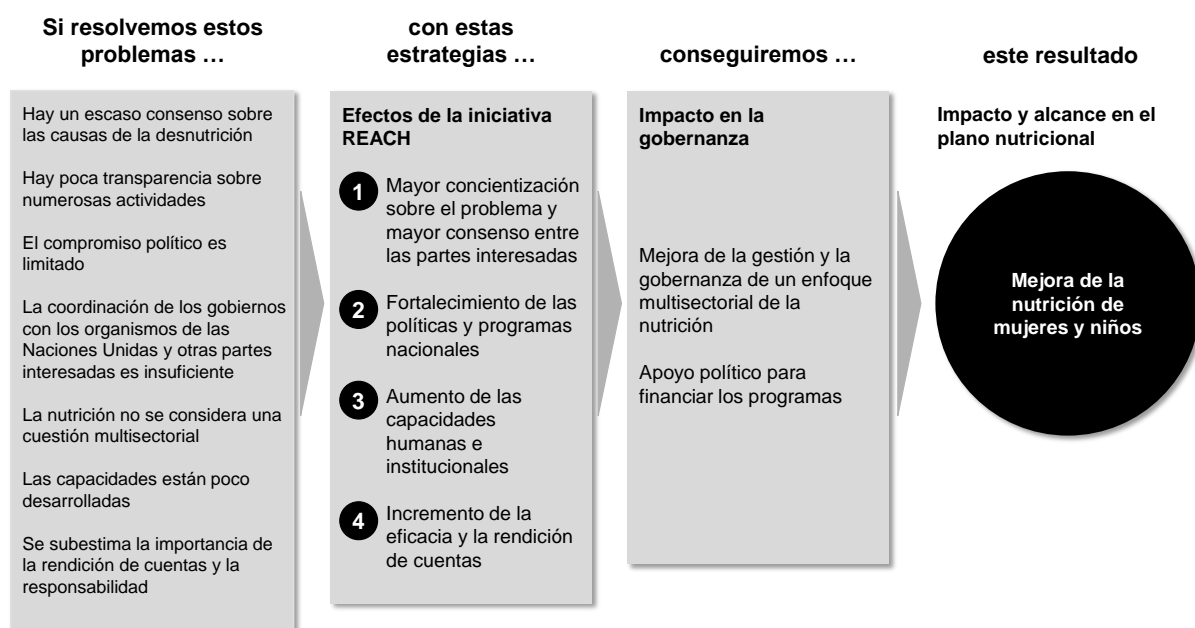 Si resolvemos estos
problemas …
Hay un escaso consenso sobre
las causas de la desnutrición
Hay poca transparencia sobre
numerosas actividades
El compromiso político es
limitado
La coordinación de los gobiernos
con los organismos de las
Naciones Unidas y otras partes
interesadas es insuficiente
La nutrición no se considera una
cuestión multisectorial
Las capacidades están poco
desarrolladas
Se subestima la importancia de
la rendición de cuentas y la
responsabilidad
con estas
estrategias …
Efectos de la iniciativa
REACH
1 Mayor concientización
sobre el problema y
mayor consenso entre
las partes interesadas
2 Fortalecimiento de las
políticas y programas
nacionales
3 Aumento de las
capacidades
humanas e
institucionales
4 Incremento de la
eficacia y la rendición
de cuentas
conseguiremos …
Impacto en la
gobernanza
Mejora de la gestión y la
gobernanza de un enfoque
multisectorial de la
nutrición
Apoyo político para
financiar los programas
este resultado
Impacto y alcance en el
plano nutricional
Mejora de la
nutrición de
mujeres y niños